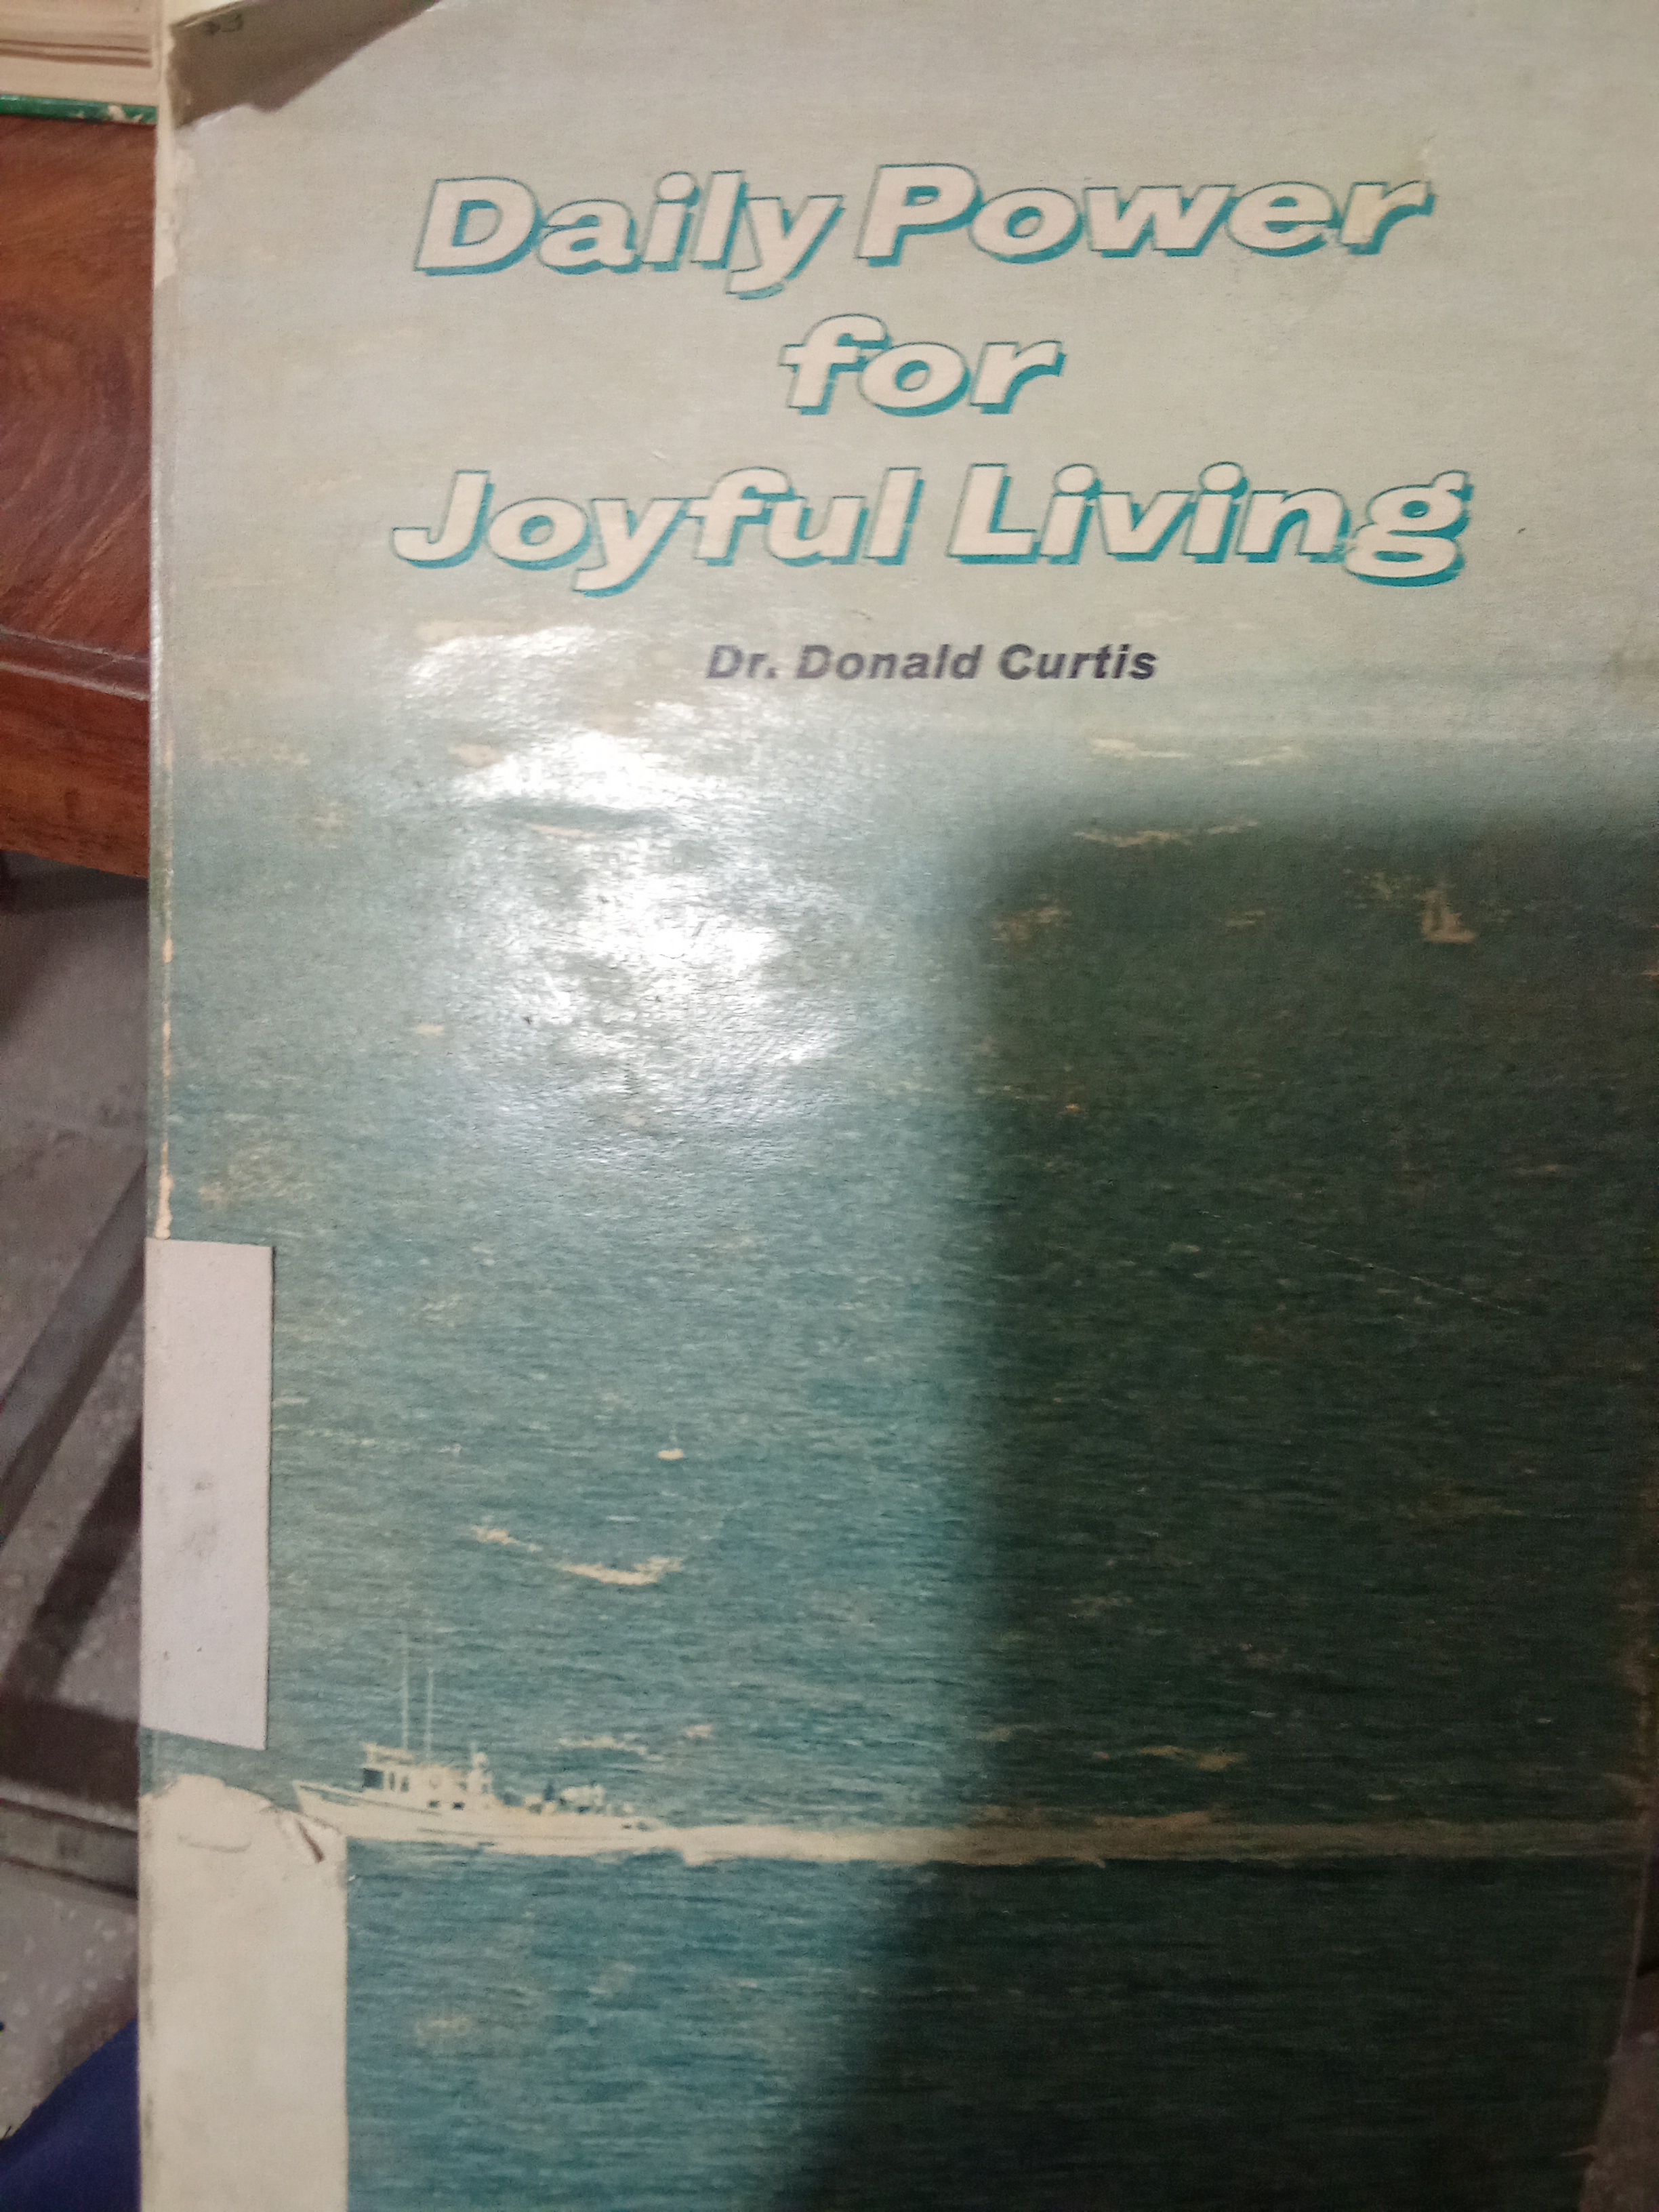 Daily Power
for
Joyful Living
Dr. Donald Curtis